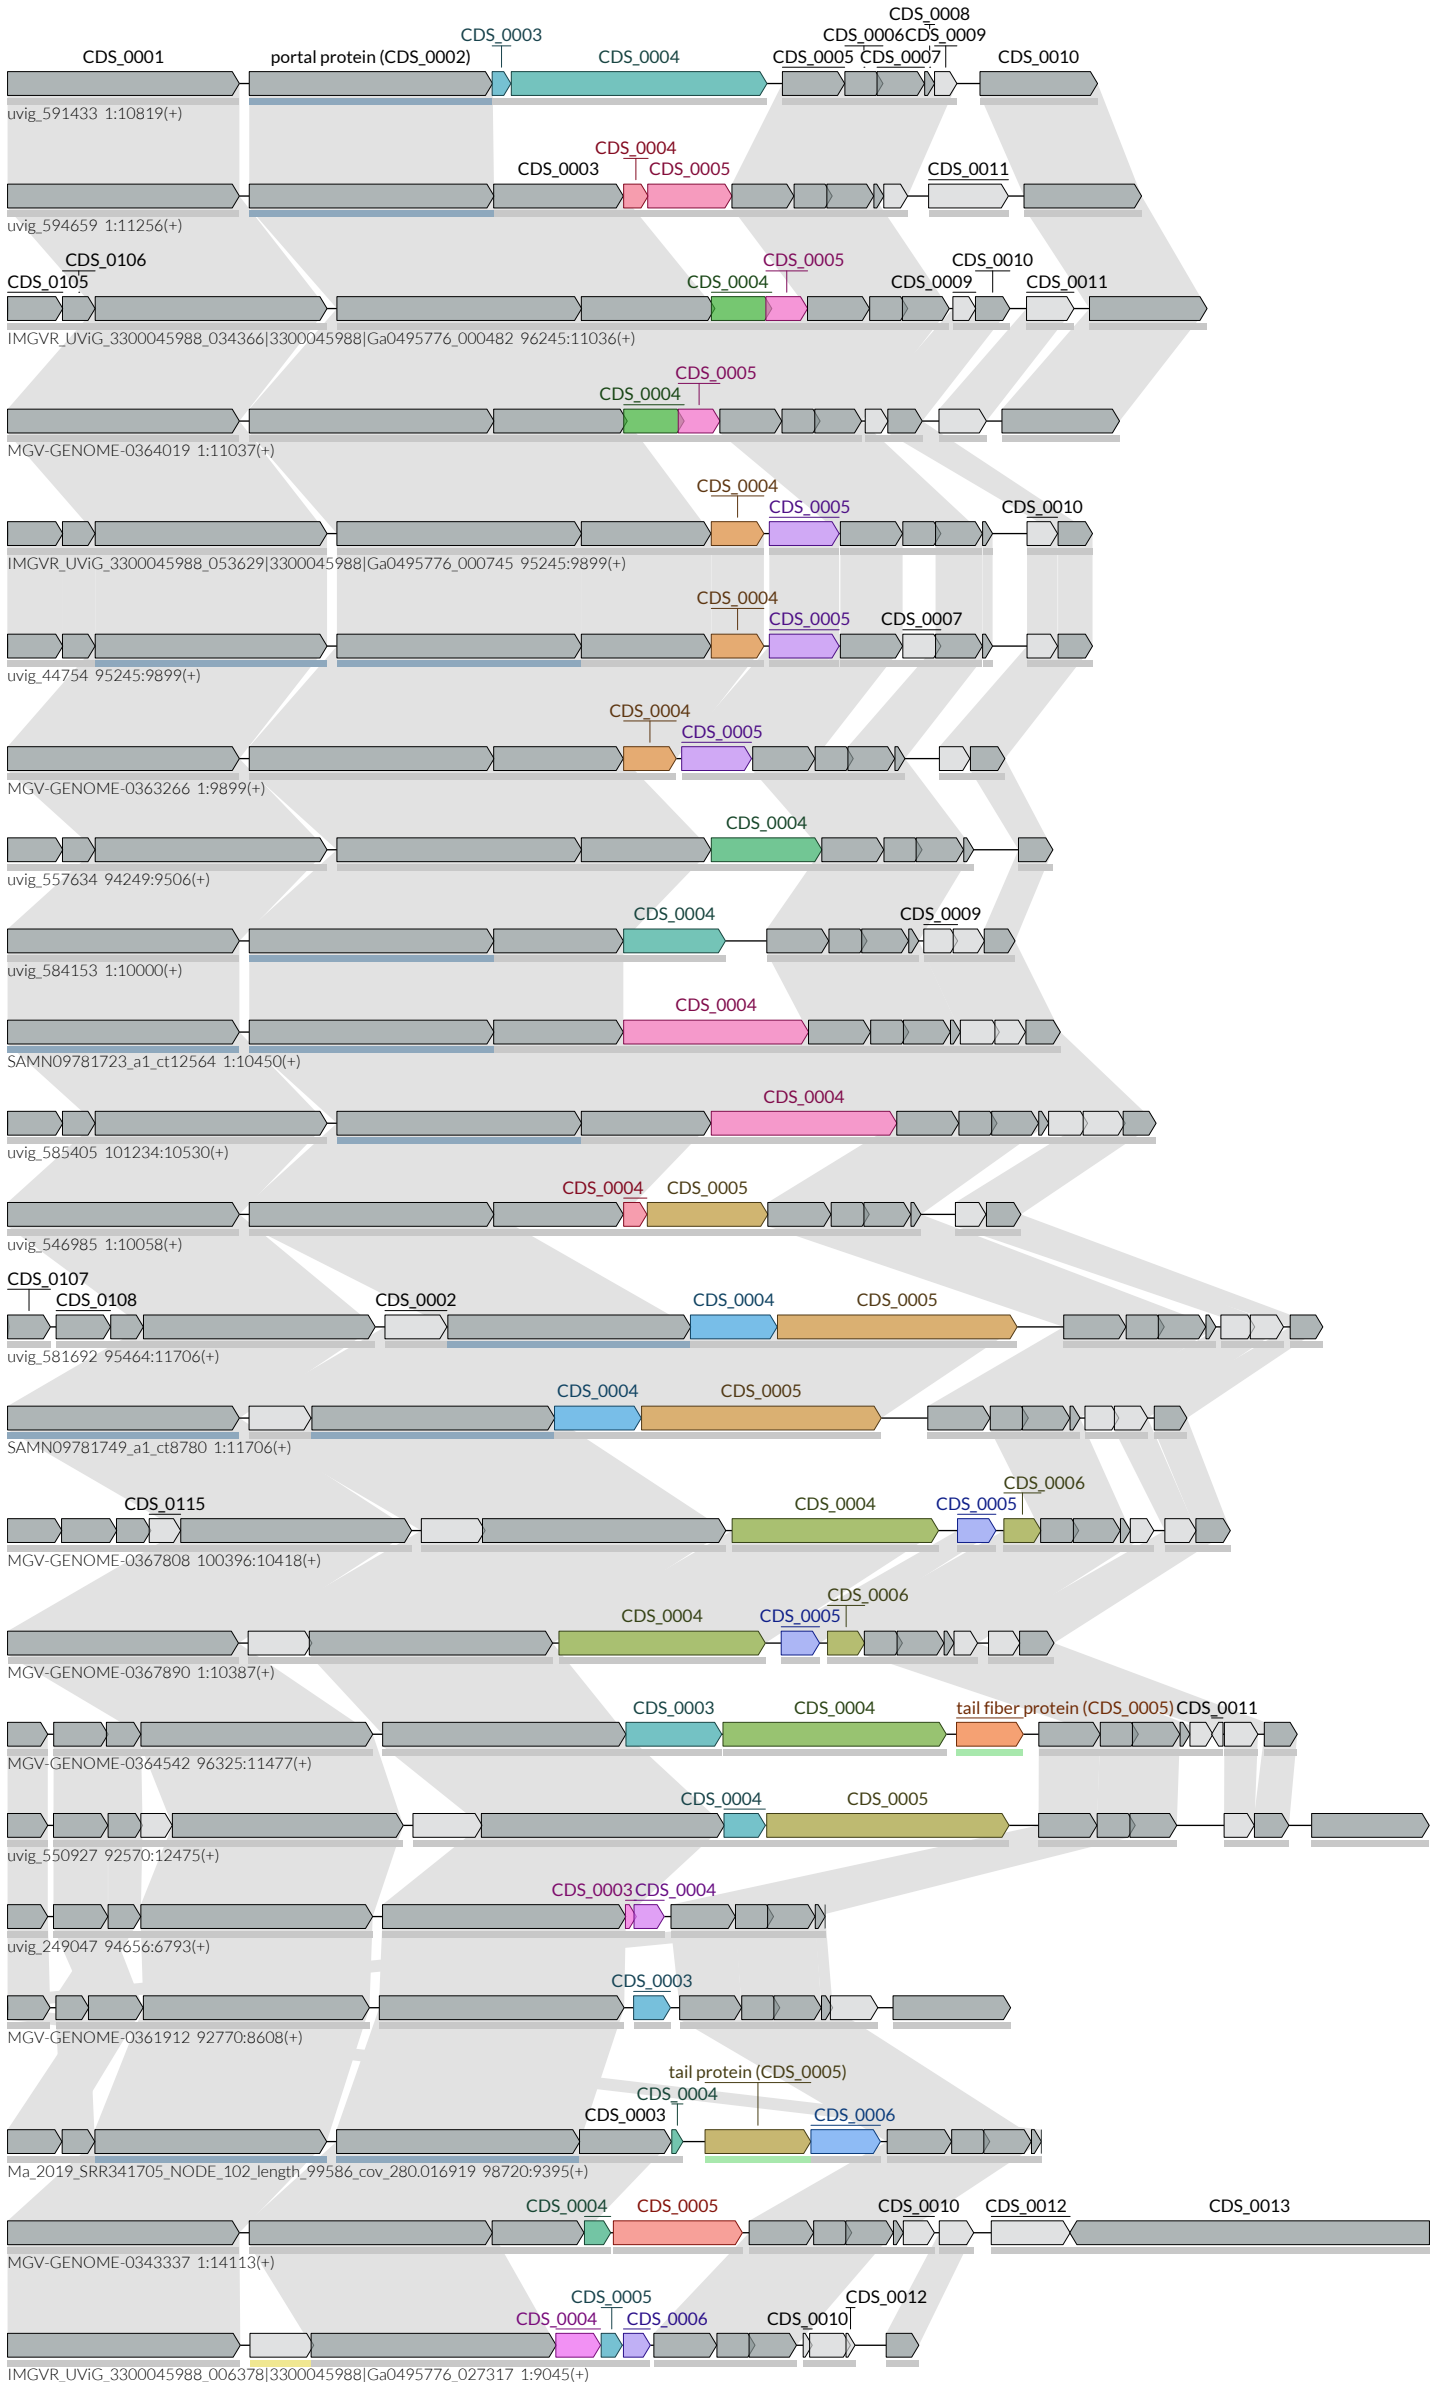 CDS_0008
CDS_0003 CDS_0006 CDS_0009
CDS_0001 portal protein (CDS_0002) CDS_0004 CDS_0005 CDS_0007 CDS_0010
uvig_591433 1:10819(+)
CDS_0004
CDS_0003 CDS_0005 CDS_0011
uvig_594659 1:11256(+)
CDS_0106 CDS_0005 CDS_0010
CDS_0105 CDS_0004 CDS_0009 CDS_0011
IMGVR_UViG_3300045988_034366|3300045988|Ga0495776_000482 96245:11036(+)
CDS_0005
CDS_0004
MGV-GENOME-0364019 1:11037(+)
CDS_0004
CDS_0005 CDS_0010
IMGVR_UViG_3300045988_053629|3300045988|Ga0495776_000745 95245:9899(+)
CDS_0004
CDS_0005 CDS_0007
uvig_44754 95245:9899(+)
CDS_0004
CDS_0005
MGV-GENOME-0363266 1:9899(+)
CDS_0004
uvig_557634 94249:9506(+)
CDS_0004 CDS_0009
uvig_584153 1:10000(+)
CDS_0004
SAMN09781723_a1_ct12564 1:10450(+)
CDS_0004
uvig_585405 101234:10530(+)
CDS_0004 CDS_0005
uvig_546985 1:10058(+)
CDS_0107
CDS_0108 CDS_0002 CDS_0004 CDS_0005
uvig_581692 95464:11706(+)
CDS_0004 CDS_0005
SAMN09781749_a1_ct8780 1:11706(+)
CDS_0006
CDS_0115 CDS_0004 CDS_0005
MGV-GENOME-0367808 100396:10418(+)
CDS_0006
CDS_0004 CDS_0005
MGV-GENOME-0367890 1:10387(+)
CDS_0003 CDS_0004 tail fiber protein (CDS_0005) CDS_0011
MGV-GENOME-0364542 96325:11477(+)
CDS_0004 CDS_0005
uvig_550927 92570:12475(+)
CDS_0003 CDS_0004
uvig_249047 94656:6793(+)
CDS_0003
MGV-GENOME-0361912 92770:8608(+)
tail protein (CDS_0005)
CDS_0004
CDS_0003 CDS_0006
Ma_2019_SRR341705_NODE_102_length_99586_cov_280.016919 98720:9395(+)
CDS_0004 CDS_0005 CDS_0010 CDS_0012 CDS_0013
MGV-GENOME-0343337 1:14113(+)
CDS_0005 CDS_0012
CDS_0004 CDS_0006 CDS_0010
IMGVR_UViG_3300045988_006378|3300045988|Ga0495776_027317 1:9045(+)